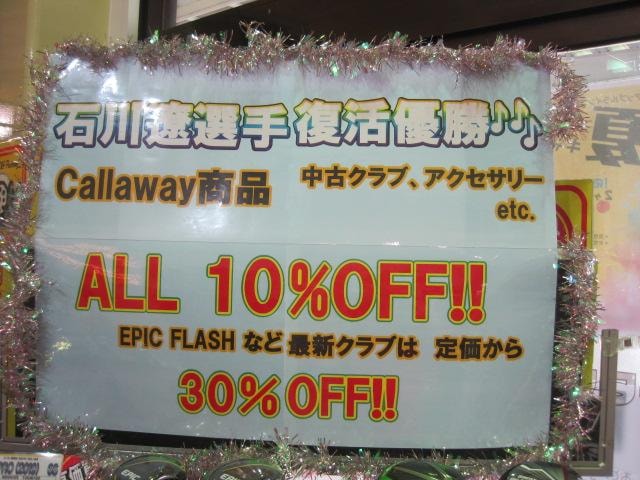 石川遼選手 復活優勝♪♪
Callaway商品 中古クラブ、アクセサリー
etc.
ALL 10%OFF!!
EPIC FLASH など最新クラブは 定価から
30%OFF!!
夏
EPIC